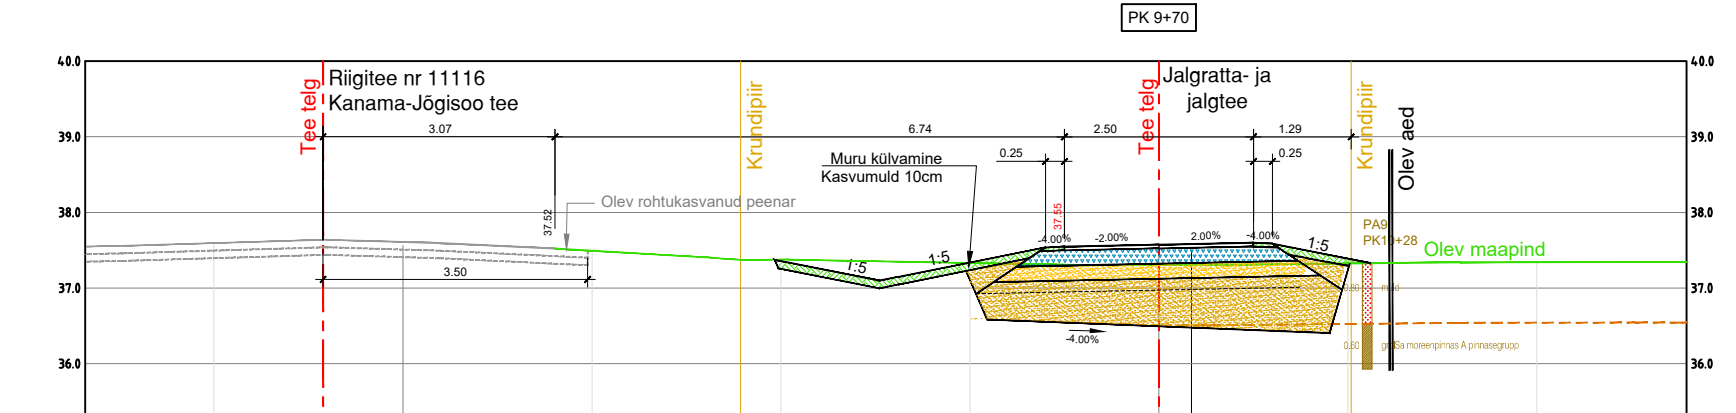 PK 9+70
40.0
40.0
Tee telg
Riigitee nr 11116
Kanama-Jõgisoo tee
Krundipiir
Tee telg
Jalgratta- ja
jalgtee
Krundipiir
Olev aed
39.0
3.07
6.74
2.50
1.29
39.0
Muru külvamine
Kasvumuld 10cm
0.25
0.25
38.0
37.52
Olev rohtukasvanud peenar
37.55
38.0
PA9
PK10+28
-4.00%
-2.00%
2.00%
-4.00%
1:5
1:5
1:5
Olev maapind
3.50
37.0
37.0
-4.00%
0.60
moreenpinnas A pinnasegrupp
36.0
36.0